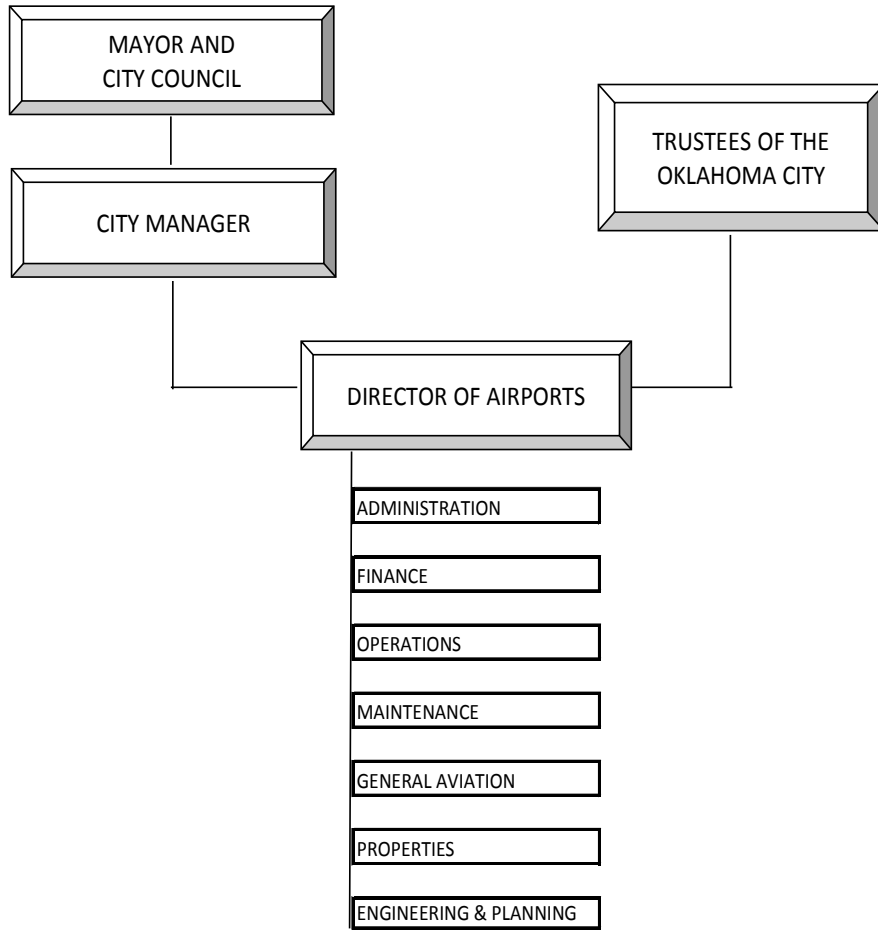 MAYOR AND
CITY COUNCIL
TRUSTEES OF THE
OKLAHOMA CITY
CITY MANAGER
DIRECTOR OF AIRPORTS
ADMINISTRATION
FINANCE
OPERATIONS
MAINTENANCE
GENERAL AVIATION
PROPERTIES
ENGINEERING & PLANNING